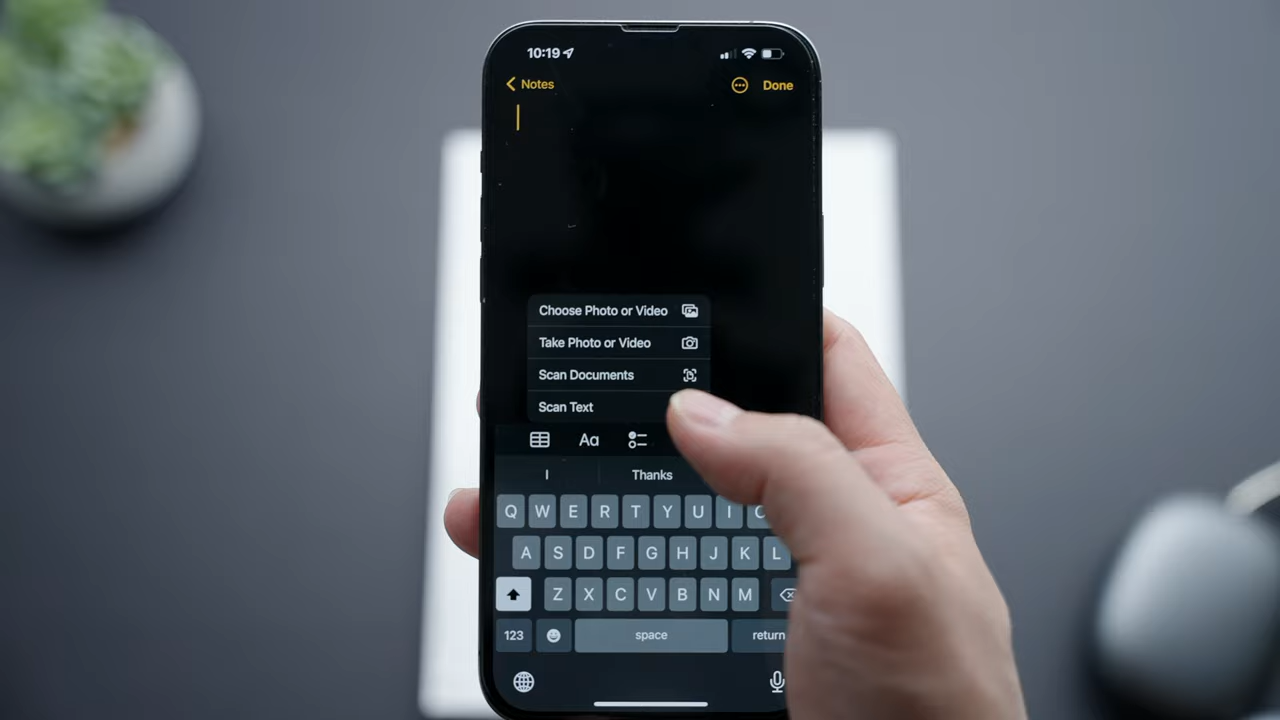 10:19
Notes
Done
Choose Photo or Video
Take Photo or Video
Scan Documents
Scan Text
Aa
I Thanks
Q W E R T Y U I
A S D F G H J K L
Z X C V B N M
123 space return